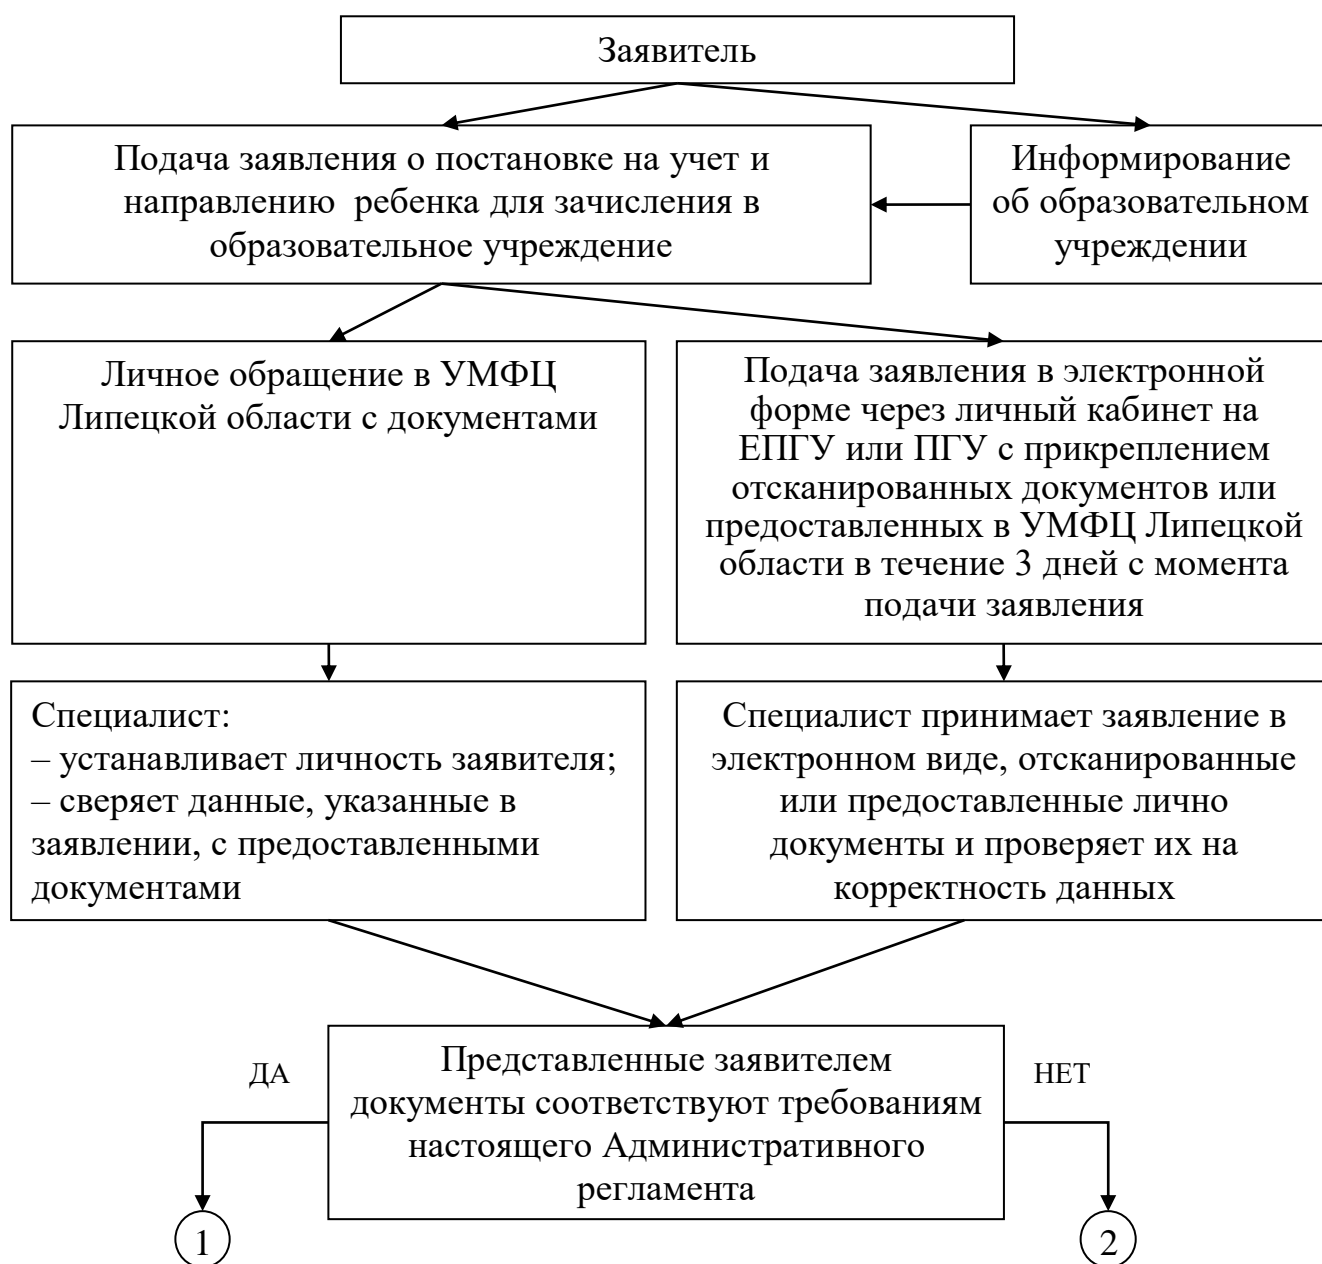 Заявитель
Подача заявления о постановке на учет и
направлению  ребенка для зачисления в
образовательное учреждение
Информирование
об образовательном
учреждении
Личное обращение в УМФЦ
Липецкой области с документами
Подача заявления в электронной
форме через личный кабинет на
ЕПГУ или ПГУ с прикреплением
отсканированных документов или
предоставленных в УМФЦ Липецкой
области в течение 3 дней с момента
подачи заявления
Специалист:
– устанавливает личность заявителя;
– сверяет данные, указанные в
заявлении, с предоставленными
документами
Специалист принимает заявление в
электронном виде, отсканированные
или предоставленные лично
документы и проверяет их на
корректность данных
ДА
Представленные заявителем
документы соответствуют требованиям
настоящего Административного
регламента
НЕТ
1
2